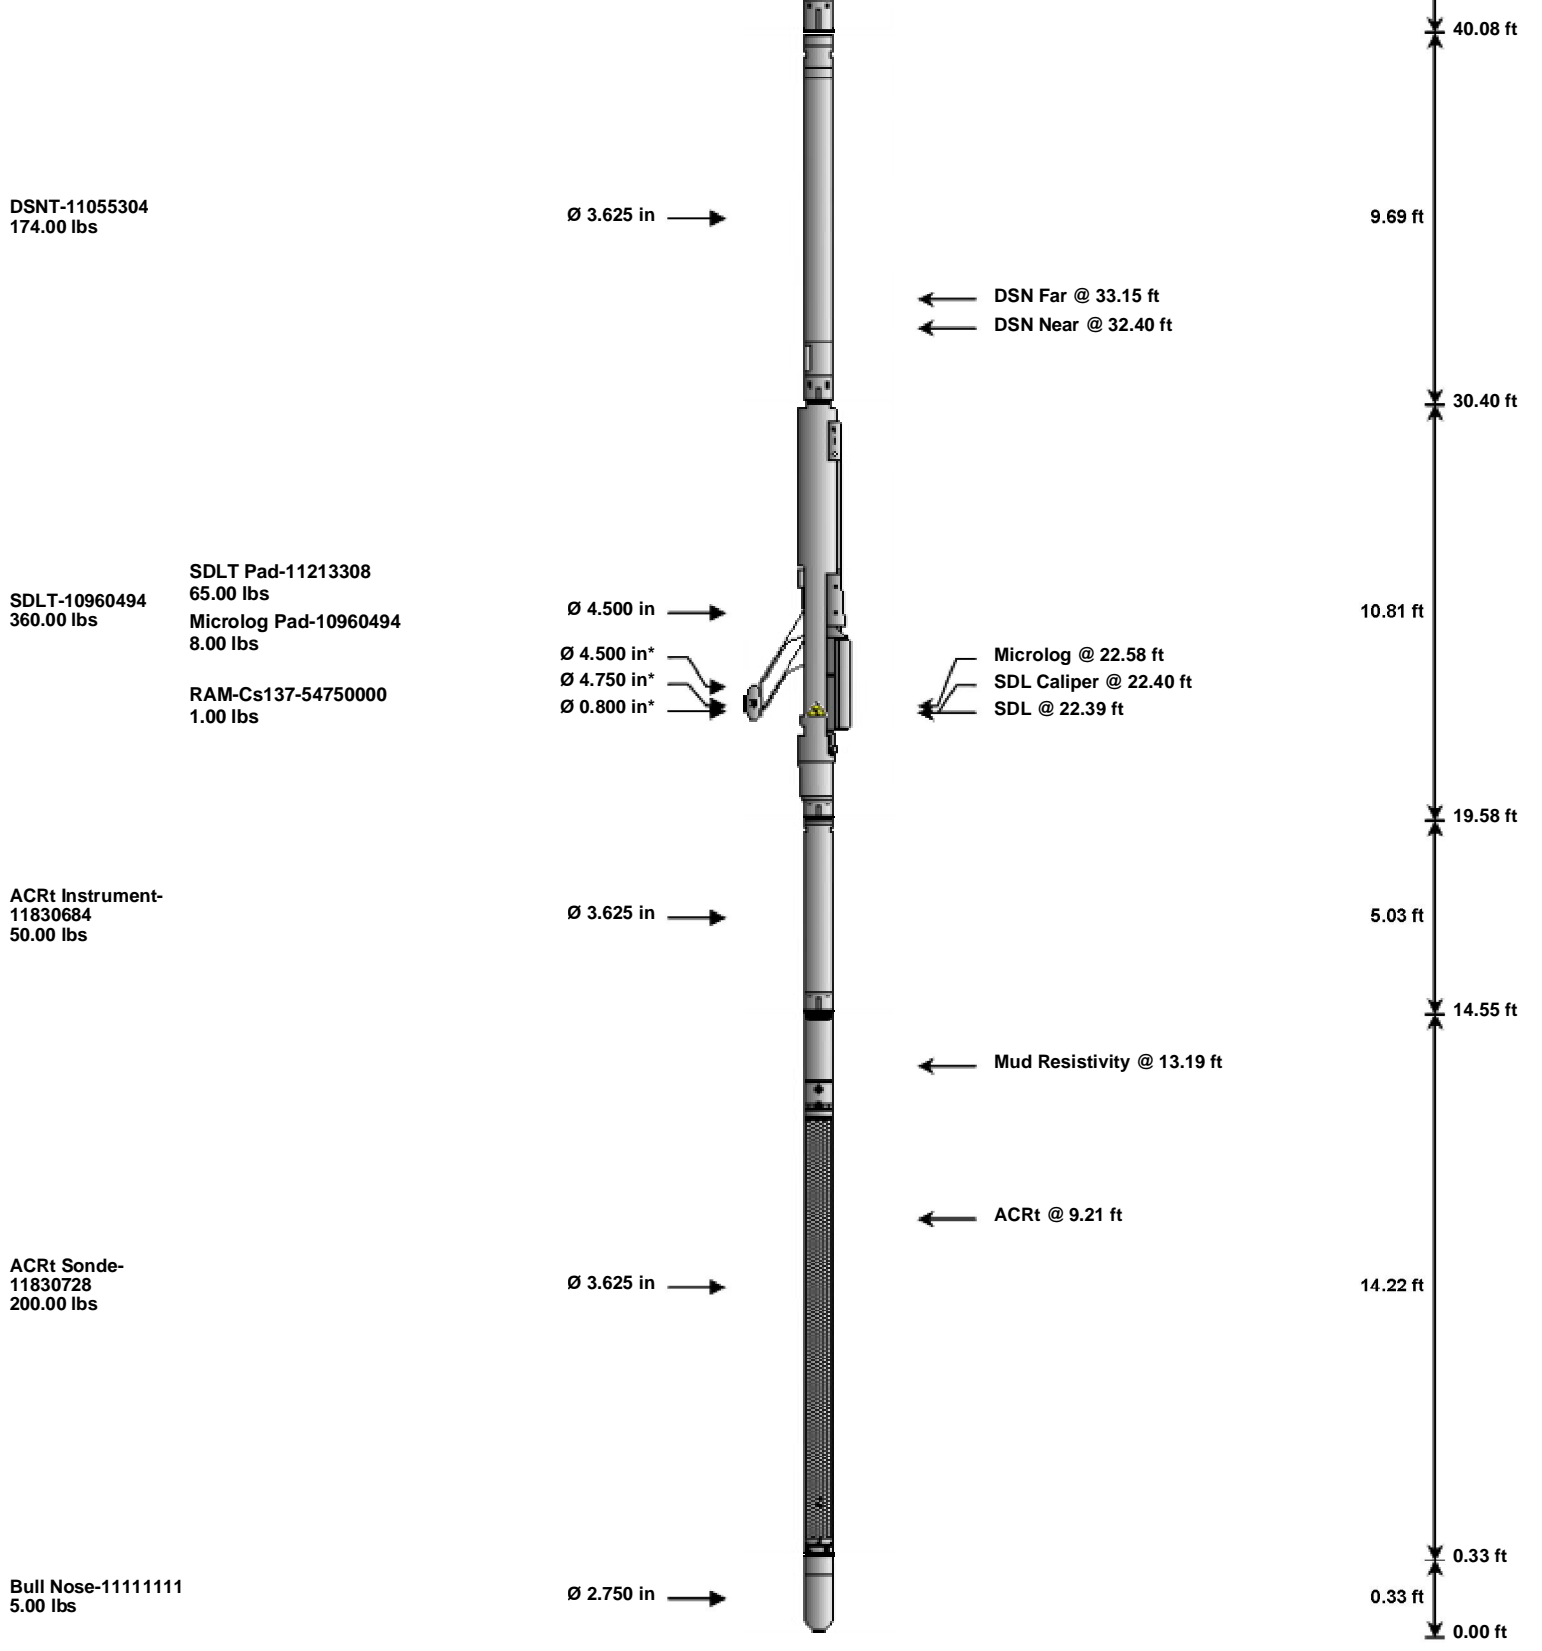 40.08 ft
DSNT-11055304
174.00 lbs
Ø 3.625 in
9.69 ft
DSN Far @ 33.15 ft
DSN Near @ 32.40 ft
30.40 ft
SDLT-10960494
360.00 lbs
SDLT Pad-11213308
65.00 lbs
Microlog Pad-10960494
8.00 lbs
RAM-Cs137-54750000
1.00 lbs
Ø 4.500 in
Ø 4.500 in*
Ø 4.750 in*
Ø 0.800 in*
10.81 ft
Microlog @ 22.58 ft
SDL Caliper @ 22.40 ft
SDL @ 22.39 ft
19.58 ft
ACRt Instrument-
11830684
50.00 lbs
Ø 3.625 in
5.03 ft
14.55 ft
Mud Resistivity @ 13.19 ft
ACRt @ 9.21 ft
ACRt Sonde-
11830728
200.00 lbs
Ø 3.625 in
14.22 ft
0.33 ft
Bull Nose-11111111
5.00 lbs
Ø 2.750 in
0.33 ft
0.00 ft